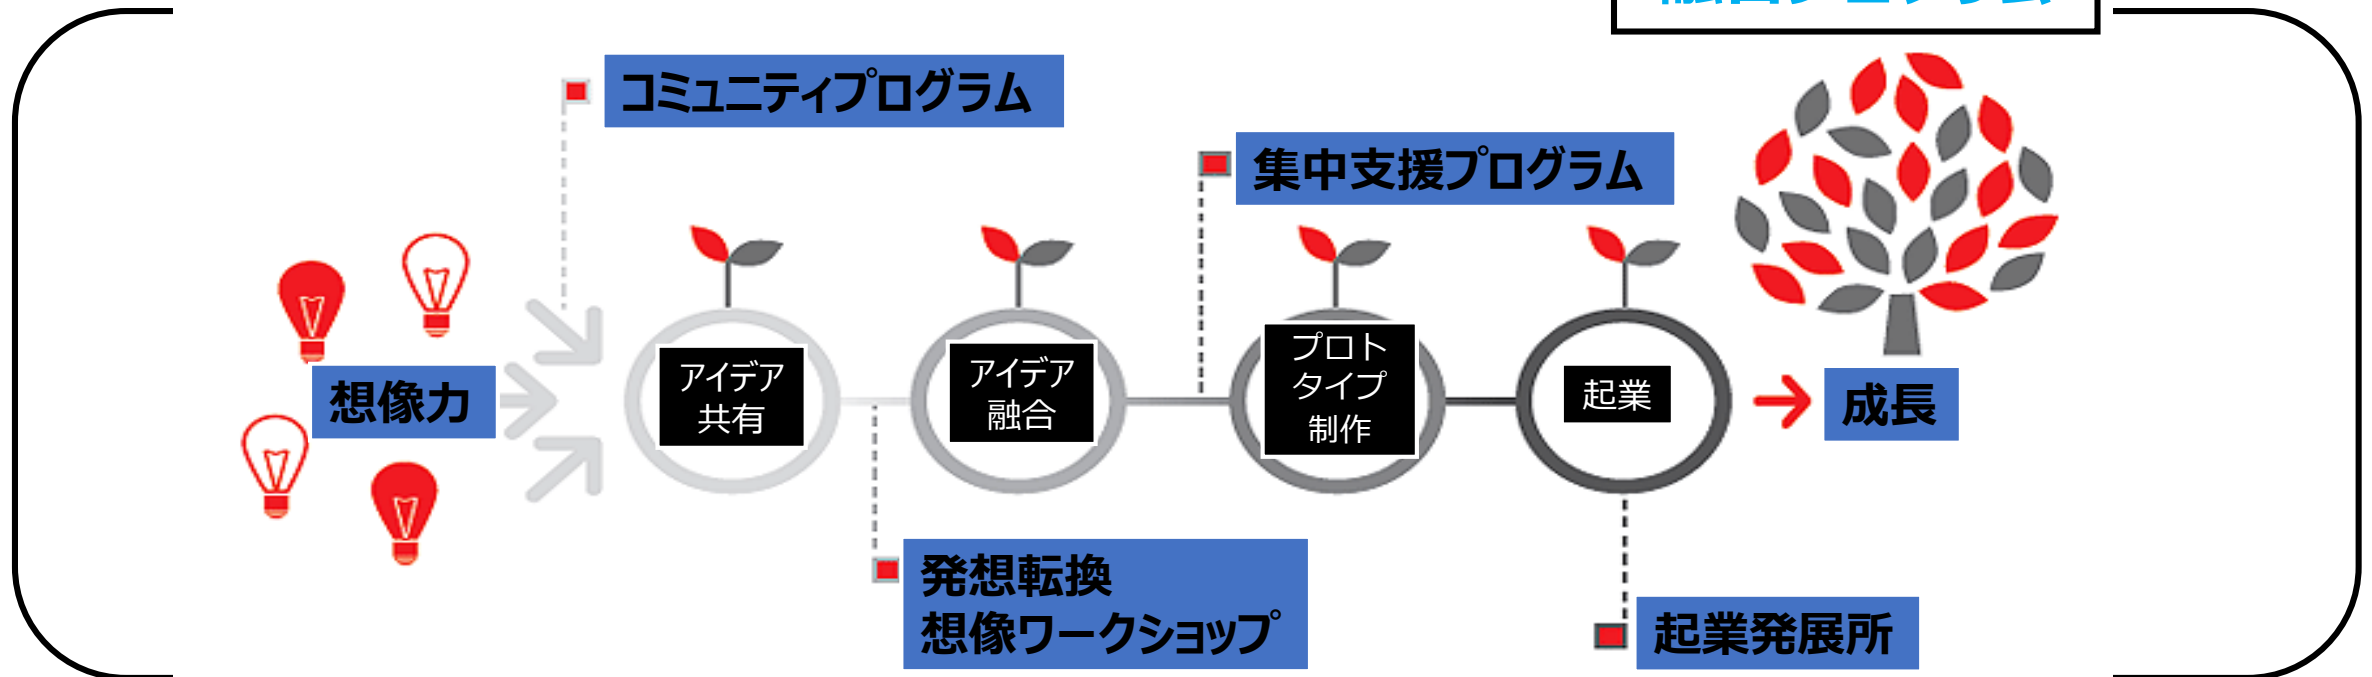 コミュニティプログラム
集中支援プログラム
想像力
アイデア
共有
アイデア
融合
プロト
タイプ
制作
起業
成長
発想転換
想像ワークショップ
起業発展所